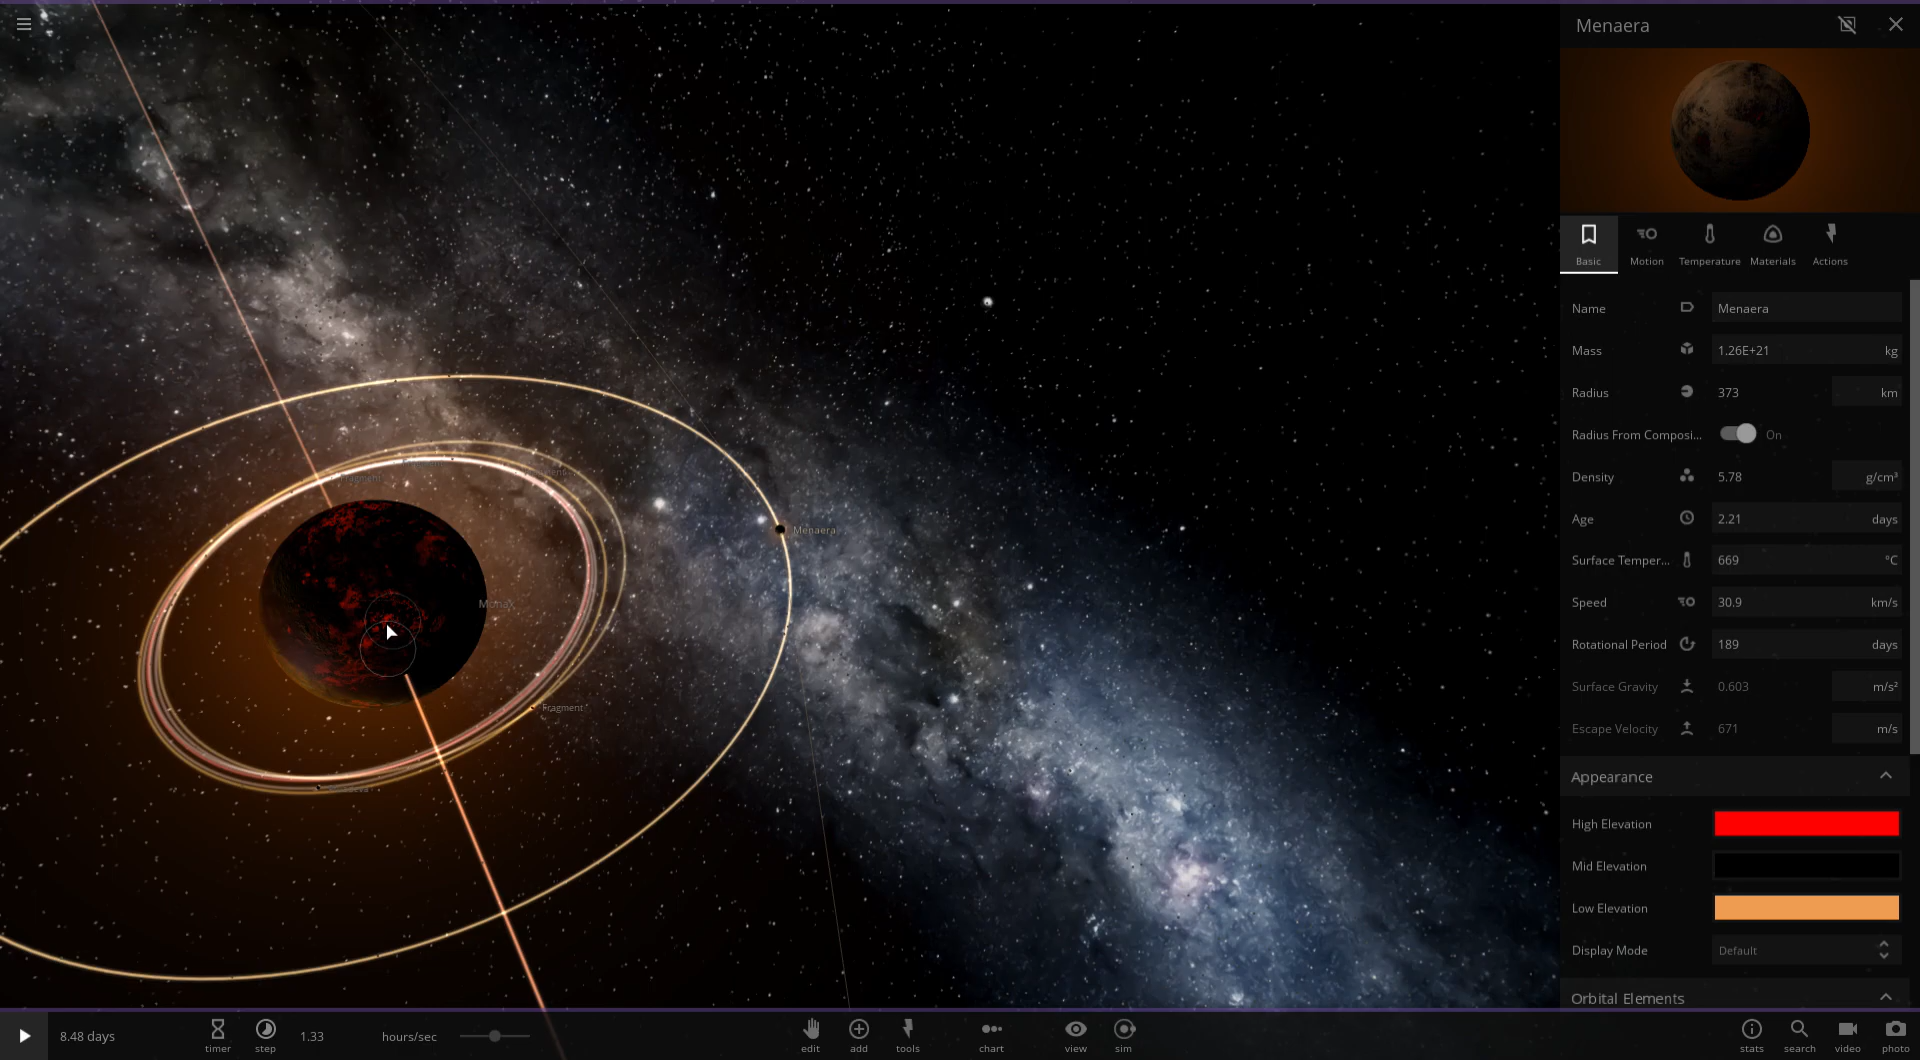 Menaera
Basic
Motion
Temperature
Materials
Actions
Name
Menaera
Mass
1.26E+21
kg
Radius
373
km
Radius From Composi...
On
Density
5.78
g/cm³
Age
2.21
days
Surface Temper...
669
°C
Speed
30.9
km/s
Rotational Period
189
days
Surface Gravity
0.603
m/s²
Escape Velocity
671
m/s
Appearance
High Elevation
Mid Elevation
Low Elevation
Display Mode
Default
Orbital Elements
Fragment
Menaera
Monax
Fragment
8.48 days
timer
step
1.33
hours/sec
edit
add
tools
chart
view
sim
stats
search
video
photo